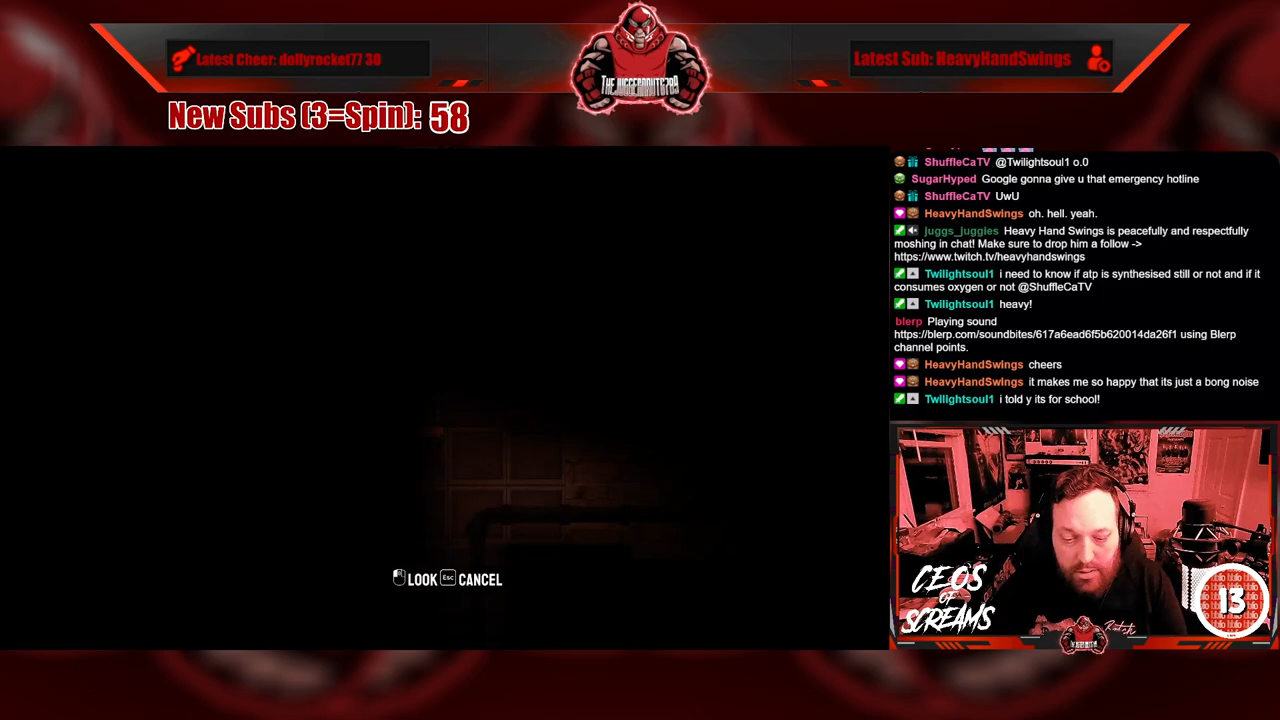 Latest Cheer: dollyrocket77 30
THEJUGGERNAUT6789
Latest Sub: HeavyHandSwings
New Subs (3=Spin): 58
ShuffleCaTV @Twilightsoul1 o.0
SugarHyped Google gonna give u that emergency hotline
ShuffleCaTV UwU
HeavyHandSwings oh. hell. yeah.
juggs_juggies Heavy Hand Swings is peacefully and respectfully
moshing in chat! Make sure to drop him a follow ->
https://www.twitch.tv/heavyhandswings
Twilightsoul1 i need to know if atp is synthesised still or not and if it
consumes oxygen or not @ShuffleCaTV
Twilightsoul1 heavy!
blerp Playing sound
https://blerp.com/soundbites/617a6ead6f5b620014da26f1 using Blerp
channel points.
HeavyHandSwings cheers
HeavyHandSwings it makes me so happy that its just a bong noise
Twilightsoul1 i told y its for school!
LOOK Esc CANCEL
CEOS
OF
SCREAMS
13